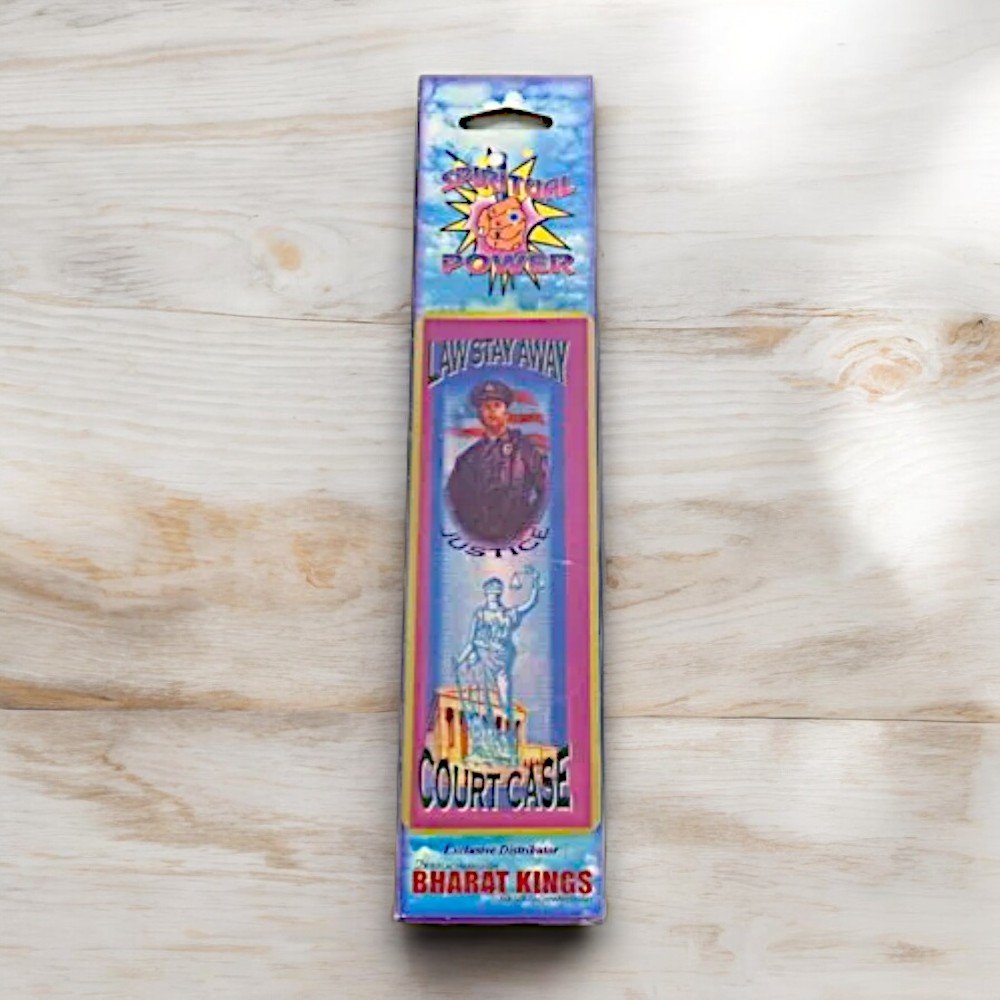 SPIRITUAL
POWER
LAW STAY AWAY
JUSTICE
COURT CASE
Exclusive Distributor
BHARAT KINGS